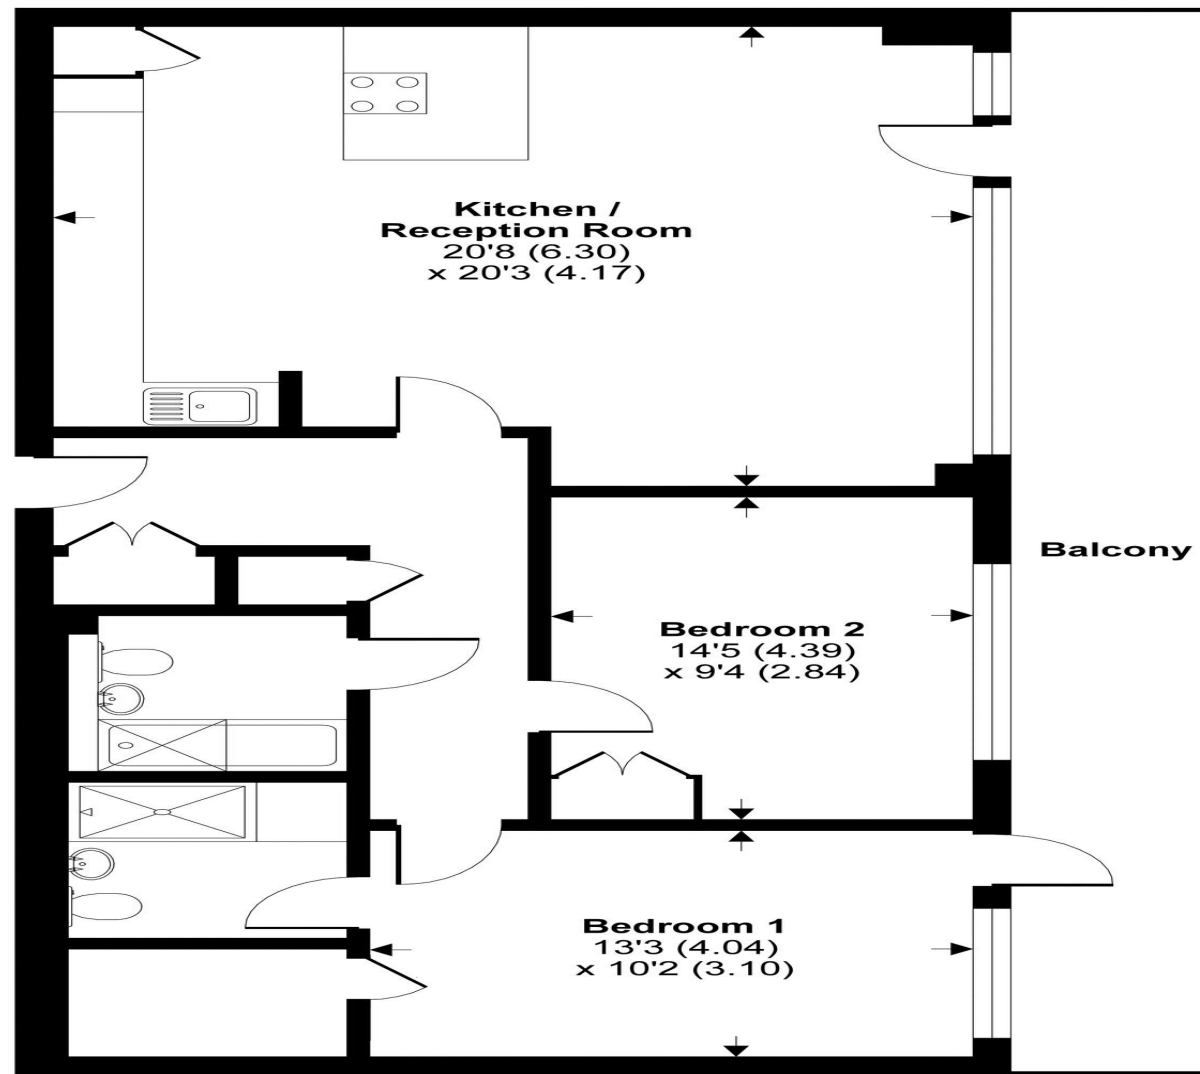 Kitchen /
Reception Room
20'8 (6.30)
x 20'3 (4.17)
Balcony
Bedroom 2
14'5 (4.39)
x 9'4 (2.84)
Bedroom 1
13'3 (4.04)
x 10'2 (3.10)